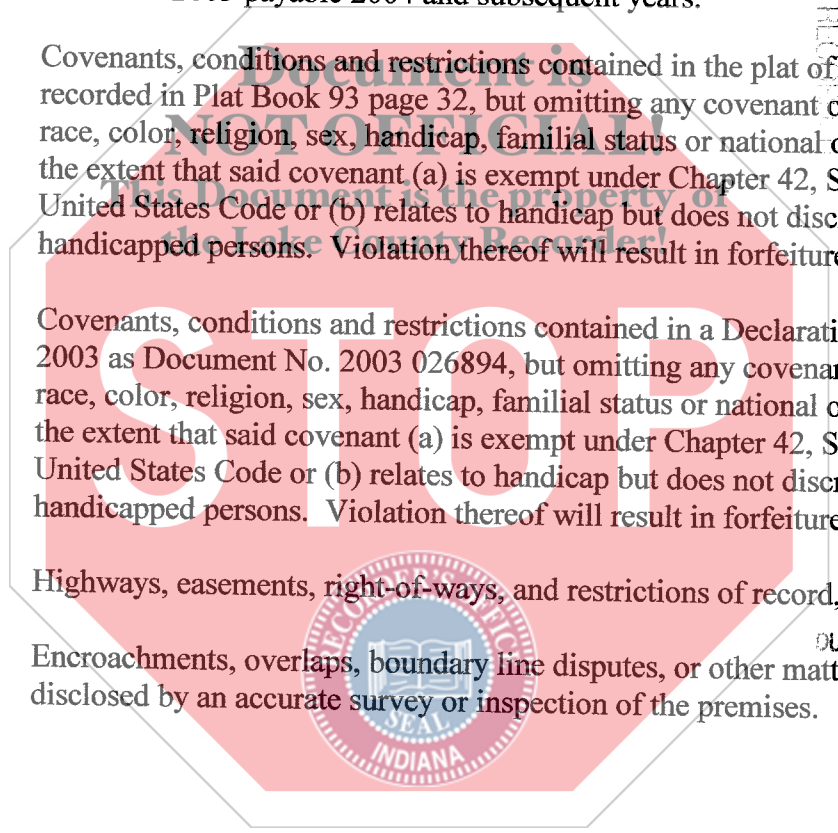 2003 payable 2004 and subsequent years.
Covenants, conditions and restrictions contained in the plat of
recorded in Plat Book 93 page 32, but omitting any covenant
race, color, religion, sex, handicap, familial status or national
the extent that said covenant (a) is exempt under Chapter 42, S
United States Code or (b) relates to handicap but does not disc
handicapped persons. Violation thereof will result in forfeiture
Covenants, conditions and restrictions contained in a Declarati
2003 as Document No. 2003 026894, but omitting any covenan
race, color, religion, sex, handicap, familial status or national
the extent that said covenant (a) is exempt under Chapter 42, S
United States Code or (b) relates to handicap but does not discr
handicapped persons. Violation thereof will result in forfeiture
Highways, easements, right-of-ways, and restrictions of record,
Encroachments, overlaps, boundary line disputes, or other matt
disclosed by an accurate survey or inspection of the premises.
Document is
NOT OFFICIAL!
This Document is the property of
the Lake County Recorder!
STOP
RECORDER'S OFFICE
SEAL
INDIANA